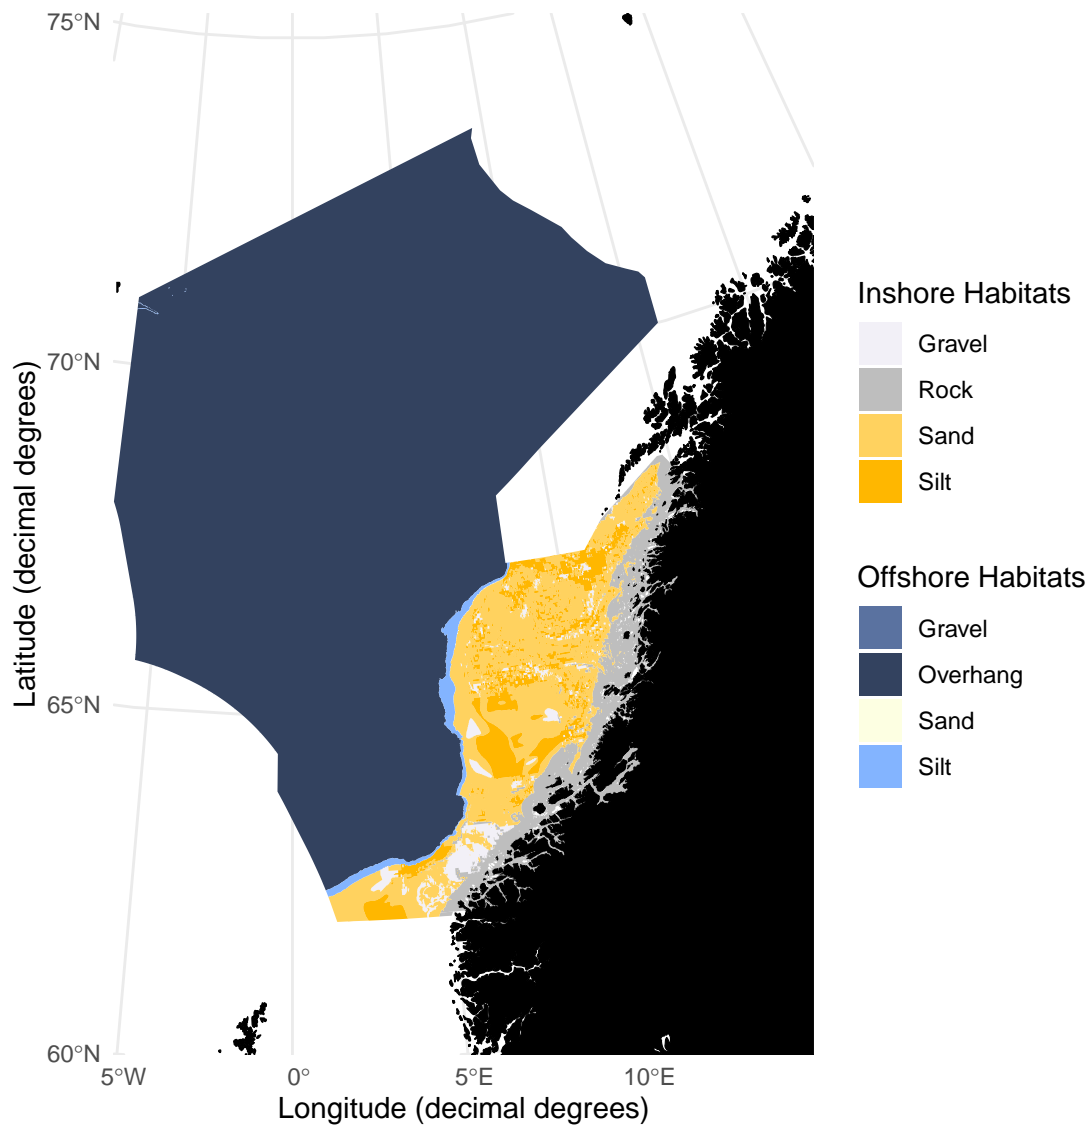 75°N
70°N
65°N
60°N
5°W
0°
5°E
10°E
Longitude (decimal degrees)
Latitude (decimal degrees)
Inshore Habitats
Gravel
Rock
Sand
Silt
Offshore Habitats
Gravel
Overhang
Sand
Silt